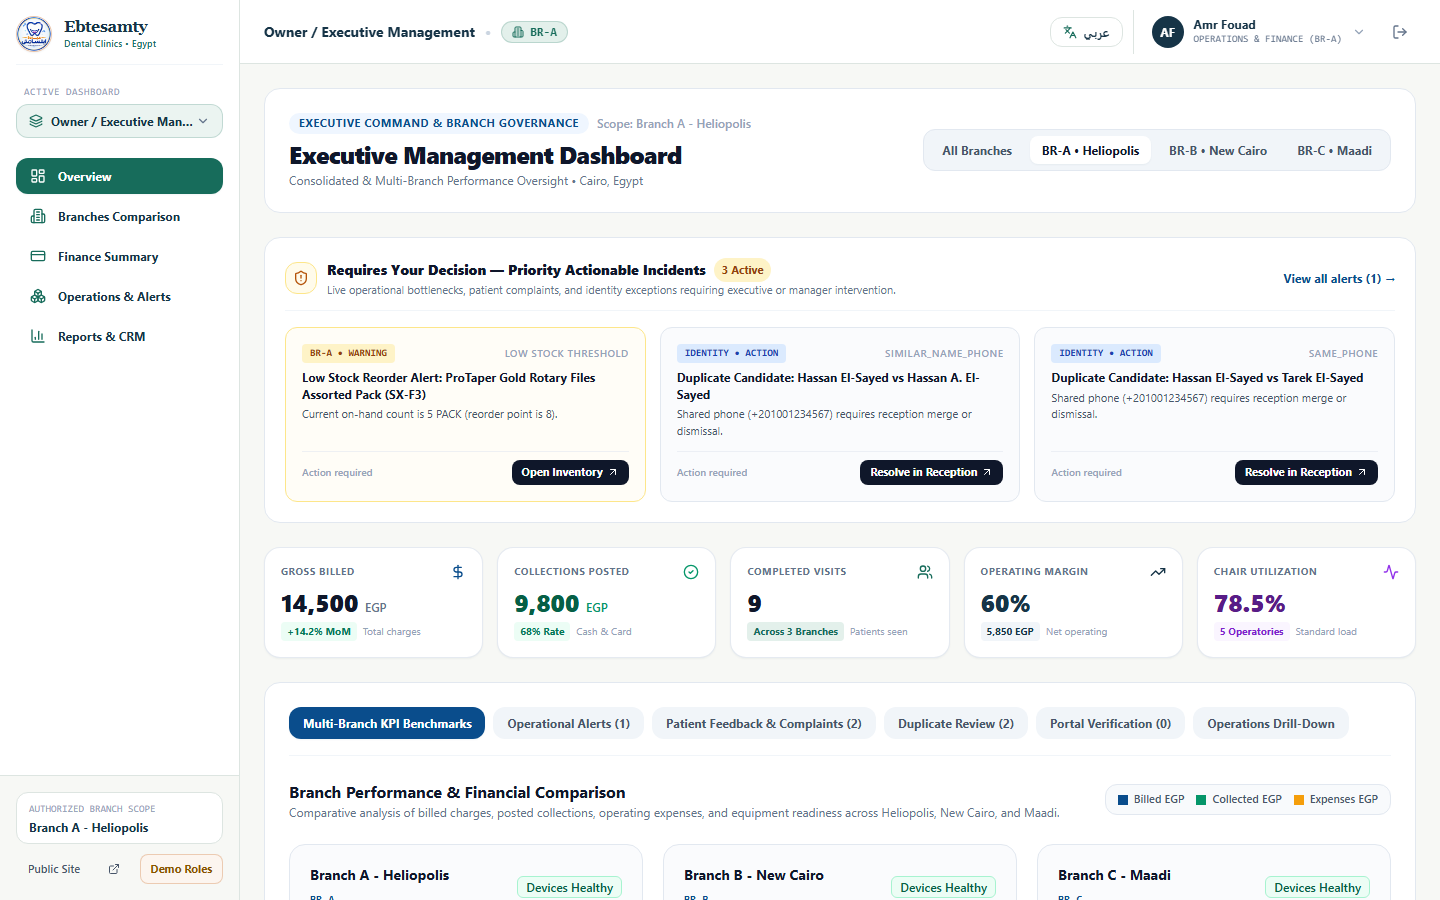 Ebtesamty
Dental Clinics • Egypt
ACTIVE DASHBOARD
Owner / Executive Man...
Overview
Branches Comparison
Finance Summary
Operations & Alerts
Reports & CRM
AUTHORIZED BRANCH SCOPE
Branch A - Heliopolis
Public Site
Demo Roles
Owner / Executive Management
BR-A
عربي
AF
Amr Fouad
OPERATIONS & FINANCE (BR-A)
EXECUTIVE COMMAND & BRANCH GOVERNANCE
Scope: Branch A - Heliopolis
Executive Management Dashboard
Consolidated & Multi-Branch Performance Oversight • Cairo, Egypt
All Branches
BR-A • Heliopolis
BR-B • New Cairo
BR-C • Maadi
Requires Your Decision — Priority Actionable Incidents
3 Active
Live operational bottlenecks, patient complaints, and identity exceptions requiring executive or manager intervention.
View all alerts (1) →
BR-A • WARNING
LOW STOCK THRESHOLD
Low Stock Reorder Alert: ProTaper Gold Rotary Files
Assorted Pack (SX-F3)
Current on-hand count is 5 PACK (reorder point is 8).
Action required
Open Inventory
IDENTITY • ACTION
SIMILAR_NAME_PHONE
Duplicate Candidate: Hassan El-Sayed vs Hassan A. El-
Sayed
Shared phone (+201001234567) requires reception merge or
dismissal.
Action required
Resolve in Reception
IDENTITY • ACTION
SAME_PHONE
Duplicate Candidate: Hassan El-Sayed vs Tarek El-Sayed
Shared phone (+201001234567) requires reception merge or
dismissal.
Action required
Resolve in Reception
GROSS BILLED
14,500 EGP
+14.2% MoM
Total charges
COLLECTIONS POSTED
9,800 EGP
68% Rate
Cash & Card
COMPLETED VISITS
9
Across 3 Branches
Patients seen
OPERATING MARGIN
60%
5,850 EGP
Net operating
CHAIR UTILIZATION
78.5%
5 Operatories
Standard load
Multi-Branch KPI Benchmarks
Operational Alerts (1)
Patient Feedback & Complaints (2)
Duplicate Review (2)
Portal Verification (0)
Operations Drill-Down
Branch Performance & Financial Comparison
Comparative analysis of billed charges, posted collections, operating expenses, and equipment readiness across Heliopolis, New Cairo, and Maadi.
Billed EGP
Collected EGP
Expenses EGP
Branch A - Heliopolis
BR-A
Devices Healthy
Branch B - New Cairo
BR-B
Devices Healthy
Branch C - Maadi
BR-C
Devices Healthy